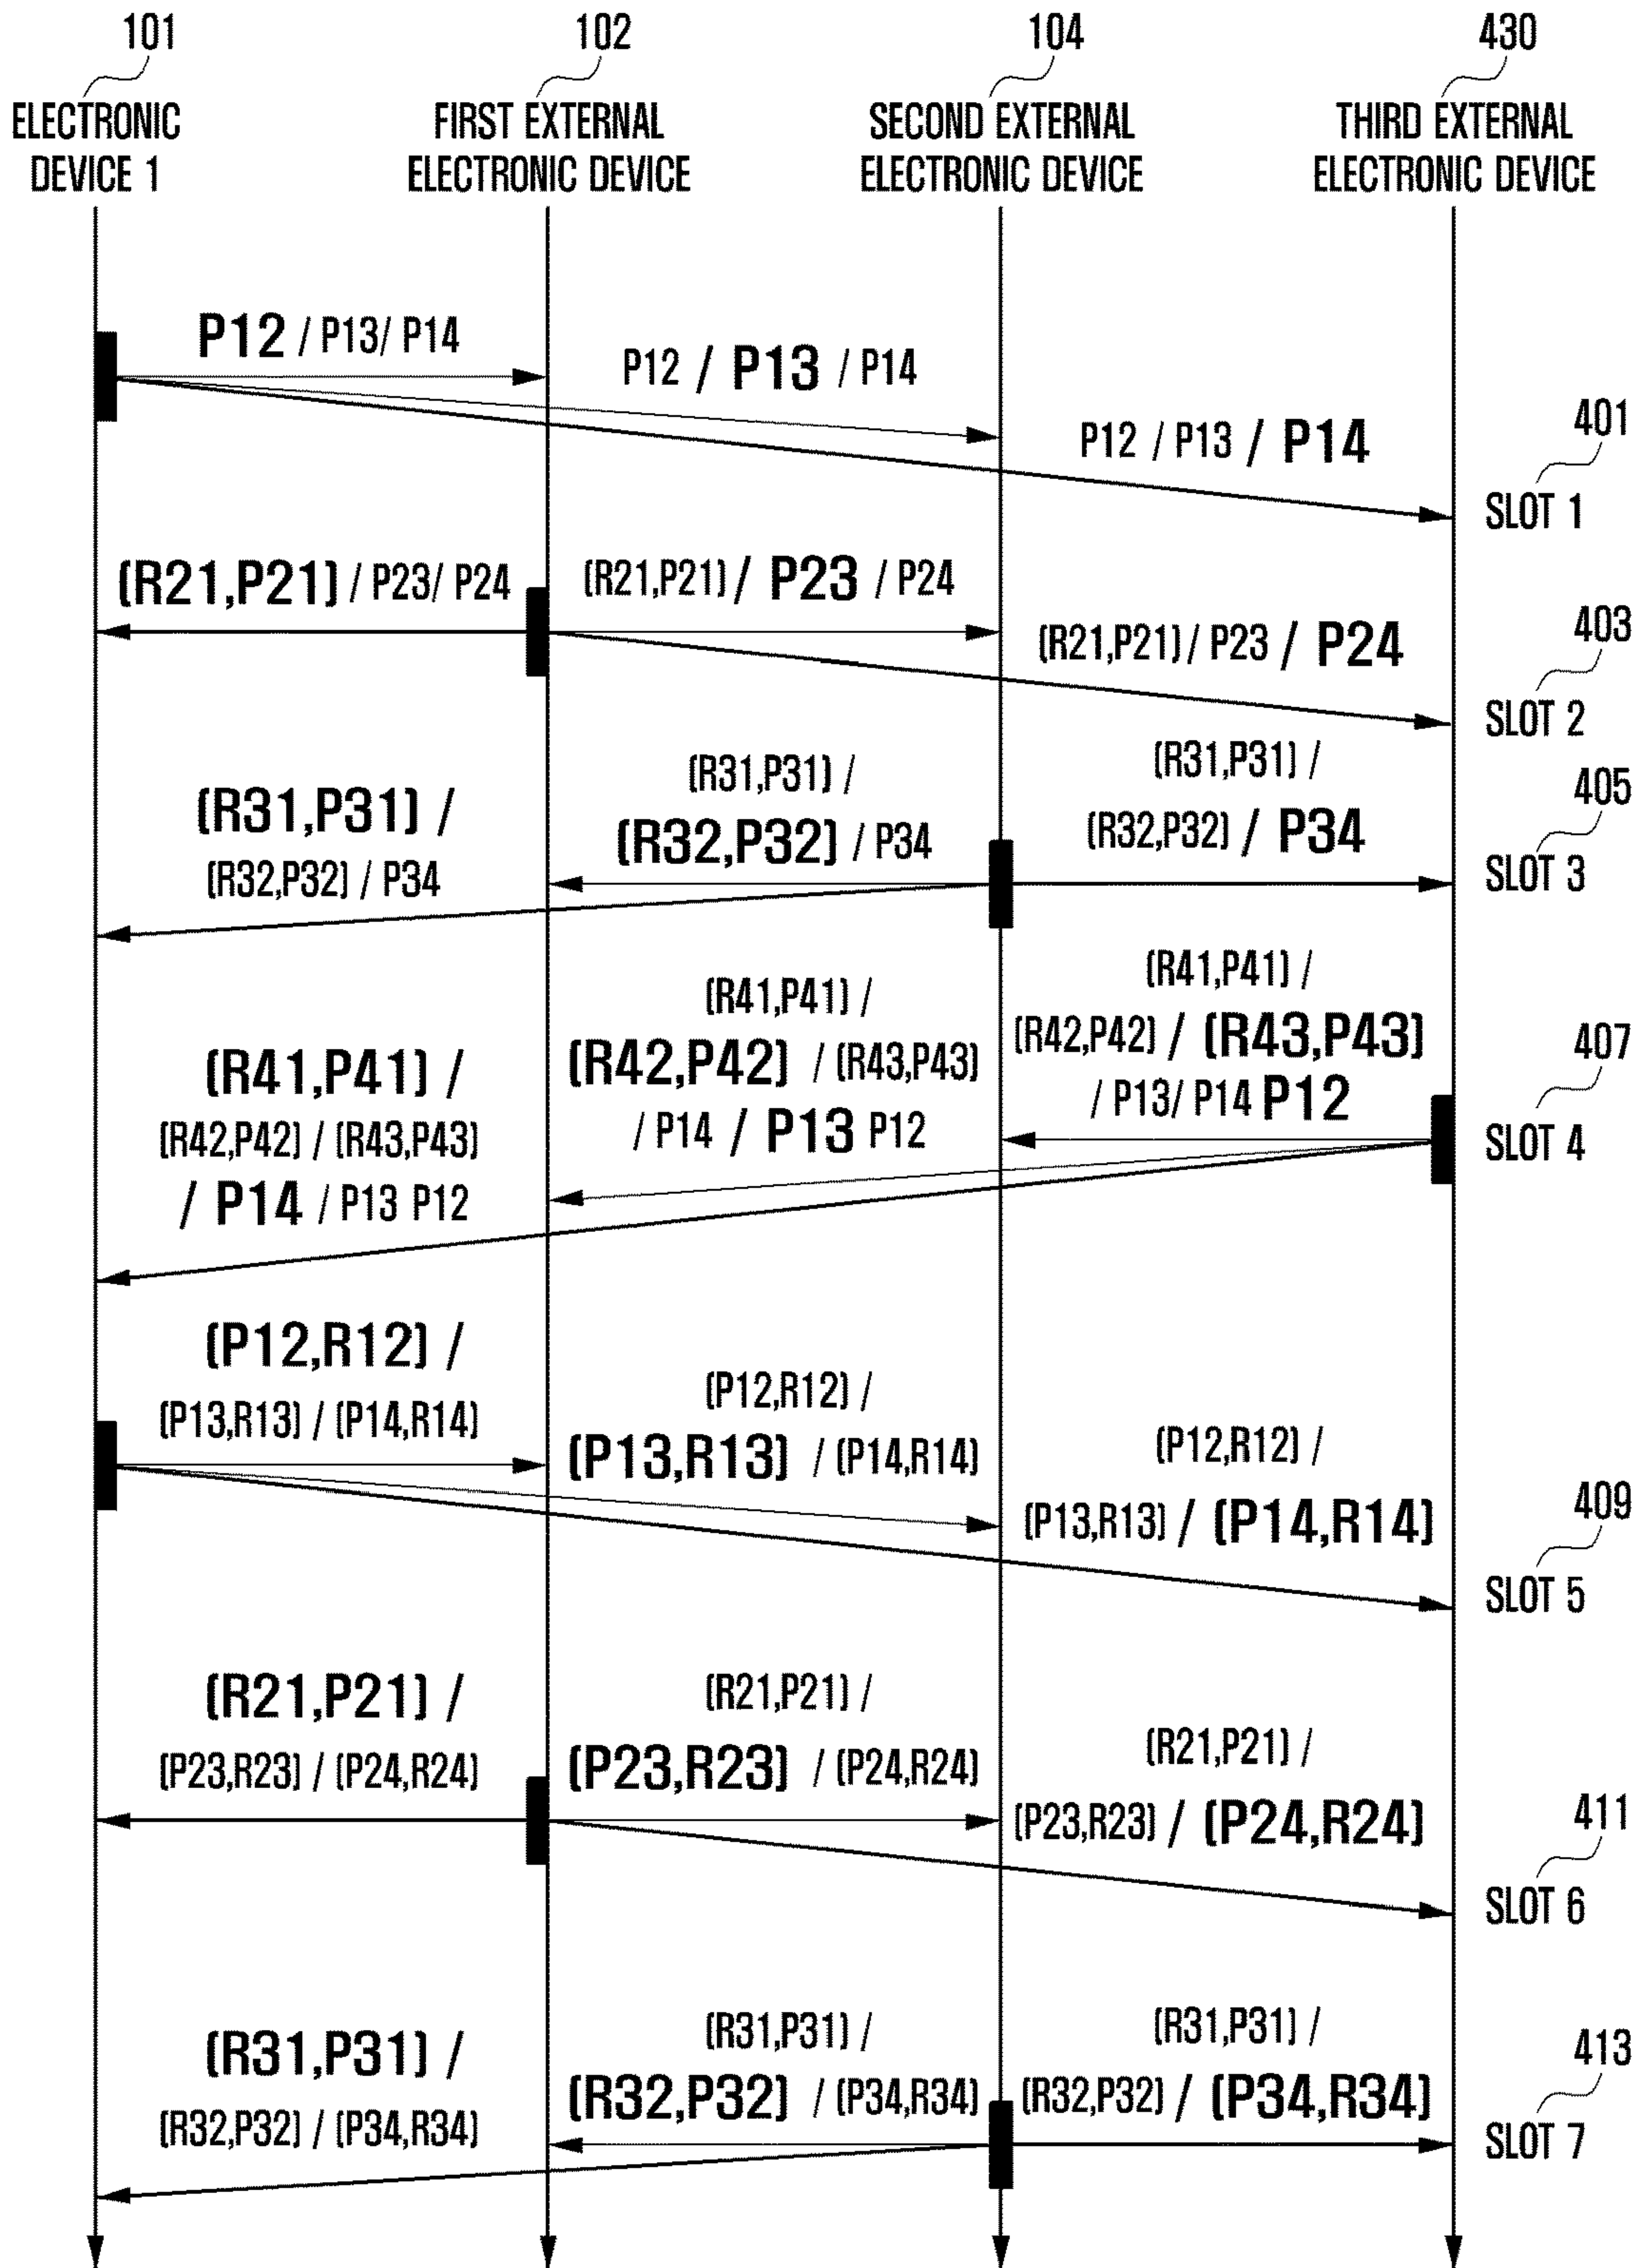 101
102
104
430
ELECTRONIC
DEVICE 1
FIRST EXTERNAL
ELECTRONIC DEVICE
SECOND EXTERNAL
ELECTRONIC DEVICE
THIRD EXTERNAL
ELECTRONIC DEVICE
P12 / P13/ P14
P12 / P13 / P14
P12 / P13 / P14
401
SLOT 1
(R21,P21) / P23/ P24
(R21,P21) / P23 / P24
(R21,P21) / P23 / P24
403
SLOT 2
(R31,P31) /
(R32,P32) / P34
(R31,P31) /
(R32,P32) / P34
(R31,P31) /
(R32,P32) / P34
405
SLOT 3
(R41,P41) /
(R42,P42) / (R43,P43)
/ P14 / P13 P12
(R41,P41) /
(R42,P42) / (R43,P43)
/ P14 / P13 P12
(R41,P41) /
(R42,P42) / (R43,P43)
/ P13/ P14 P12
407
SLOT 4
(P12,R12) /
(P13,R13) / (P14,R14)
(P12,R12) /
(P13,R13) / (P14,R14)
(P12,R12) /
(P13,R13) / (P14,R14)
409
SLOT 5
(R21,P21) /
(P23,R23) / (P24,R24)
(R21,P21) /
(P23,R23) / (P24,R24)
(R21,P21) /
(P23,R23) / (P24,R24)
411
SLOT 6
(R31,P31) /
(R32,P32) / (P34,R34)
(R31,P31) /
(R32,P32) / (P34,R34)
(R31,P31) /
(R32,P32) / (P34,R34)
413
SLOT 7